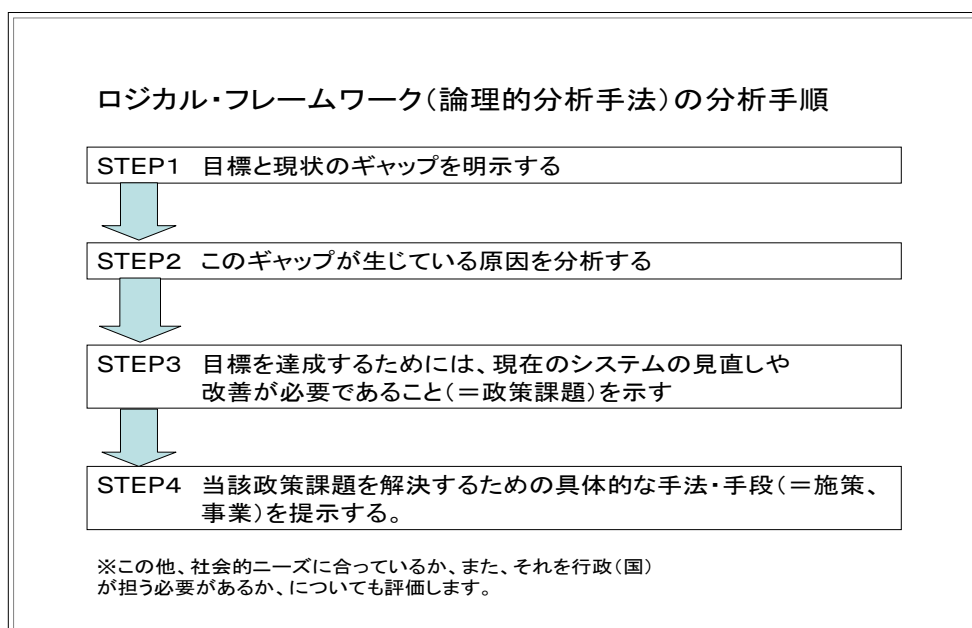 ロジカル・フレームワーク(論理的分析手法)の分析手順
STEP1 目標と現状のギャップを明示する
STEP2 このギャップが生じている原因を分析する
STEP3 目標を達成するためには、現在のシステムの見直しや
改善が必要であること(=政策課題)を示す
STEP4 当該政策課題を解決するための具体的な手法・手段(=施策、
事業)を提示する。
※この他、社会的ニーズに合っているか、また、それを行政(国)
が担う必要があるか、についても評価します。